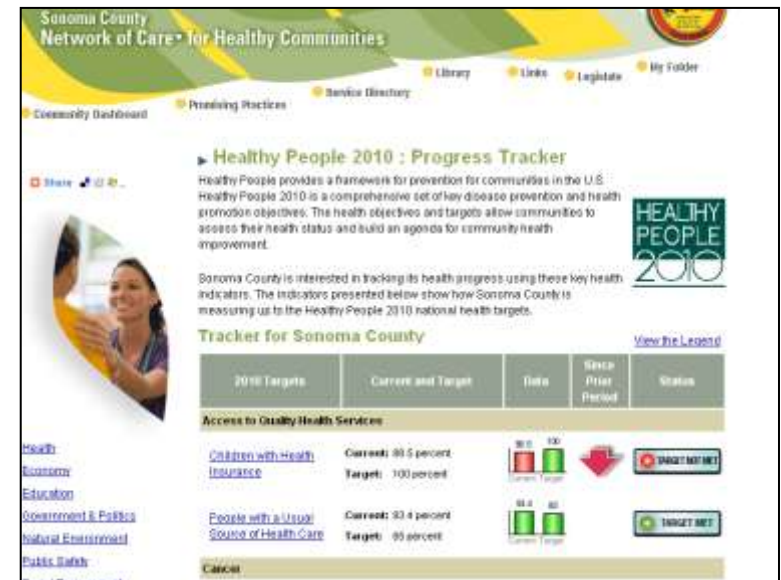 Sonoma County
Network of Care for Healthy Communities
Library
Links
Legislate
My Folder
Service Directory
Promising Practices
Community Dashboard
Share
Healthy People 2010 : Progress Tracker
Healthy People provides a framework for prevention for communities in the U.S.
Healthy People 2010 is a comprehensive set of key disease prevention and health
promotion objectives. The health objectives and targets allow communities to
assess their health status and build an agenda for community health
improvement.
HEALTHY
PEOPLE
2010
Sonoma County is interested in tracking its health progress using these key health
indicators. The indicators presented below show how Sonoma County is
measuring us to the Healthy People 2010 national health targets.
Tracker for Sonoma County
View the Legend
2010 Targets
Current and Target
Data
Since
Prior
Period
Status
Access to Quality Health Services
Children with Health
Insurance
Current: percent
Target: 100 percent
100
Current Target
TARGET NOT MET
People with a Usual
Source of Health Care
Current: 93.4 percent
Target: percent
Current Target
TARGET MET
Cancer
Health
Economy
Education
Government & Politics
Natural Environment
Public Safety